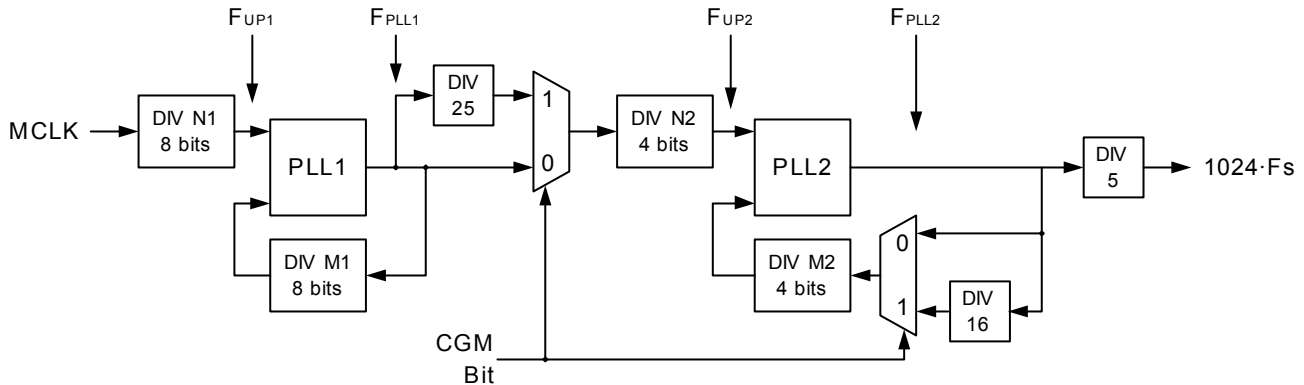 FUP1
FPLL1
FUP2
FPLL2
DIV
25
1
0
MCLK
DIV N1
8 bits
PLL1
DIV M1
8 bits
DIV N2
4 bits
PLL2
DIV M2
4 bits
0
1
DIV
16
DIV
5
1024·Fs
CGM
Bit